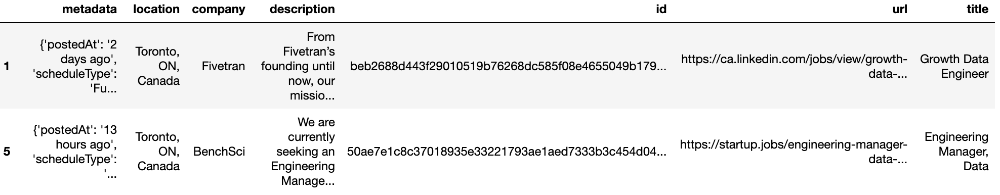 metadata location company description id url title
1 {'postedAt': '2 days ago', 'scheduleType': 'Fu... Toronto, ON, Canada Fivetran From Fivetran’s founding until now, our missio... beb2688d443f29010519b76268dc585f08e4655049b179... https://ca.linkedin.com/jobs/view/growth-data-... Growth Data Engineer
5 {'postedAt': '13 hours ago', 'scheduleType': '... Toronto, ON, Canada BenchSci We are currently seeking an Engineering Manage... 50ae7e1c8c37018935e33221793ae1aed7333b3c454d04... https://startup.jobs/engineering-manager-data-... Engineering Manager, Data